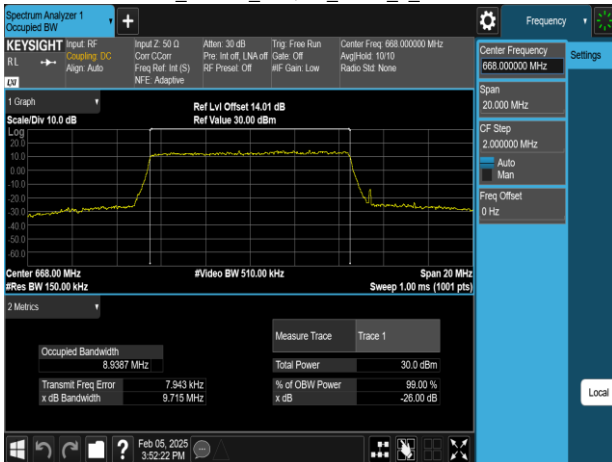 Spectrum Analyzer 1
Occupied BW
+
Frequency
KEYSIGHT
RL
LXI
Input: RF
Coupling: DC
Align: Auto
Input Z: 50 Ω
Corr CCorr
Freq Ref: Int (S)
NFE: Adaptive
Atten: 30 dB
Pre: Int off, LNA off
RF Preset: Off
Trig: Free Run
Gate: Off
#IF Gain: Low
Center Freq: 668.000000 MHz
Avg|Hold: 10/10
Radio Std: None
Center Frequency
668.000000 MHz
Settings
Span
20.000 MHz
CF Step
2.000000 MHz
Auto
Man
Freq Offset
0 Hz
1 Graph
Scale/Div 10.0 dB
Ref Lvl Offset 14.01 dB
Ref Value 30.00 dBm
Log
20.0
10.0
0.00
-10.0
-20.0
-30.0
-40.0
-50.0
-60.0
Center 668.00 MHz
#Video BW 510.00 kHz
Span 20 MHz
#Res BW 150.00 kHz
Sweep 1.00 ms (1001 pts)
2 Metrics
Measure Trace
Trace 1
Occupied Bandwidth
8.9387 MHz
Total Power
30.0 dBm
Transmit Freq Error
7.943 kHz
% of OBW Power
99.00 %
x dB Bandwidth
9.715 MHz
x dB
-26.00 dB
Local
?
Feb 05, 2025
3:52:22 PM